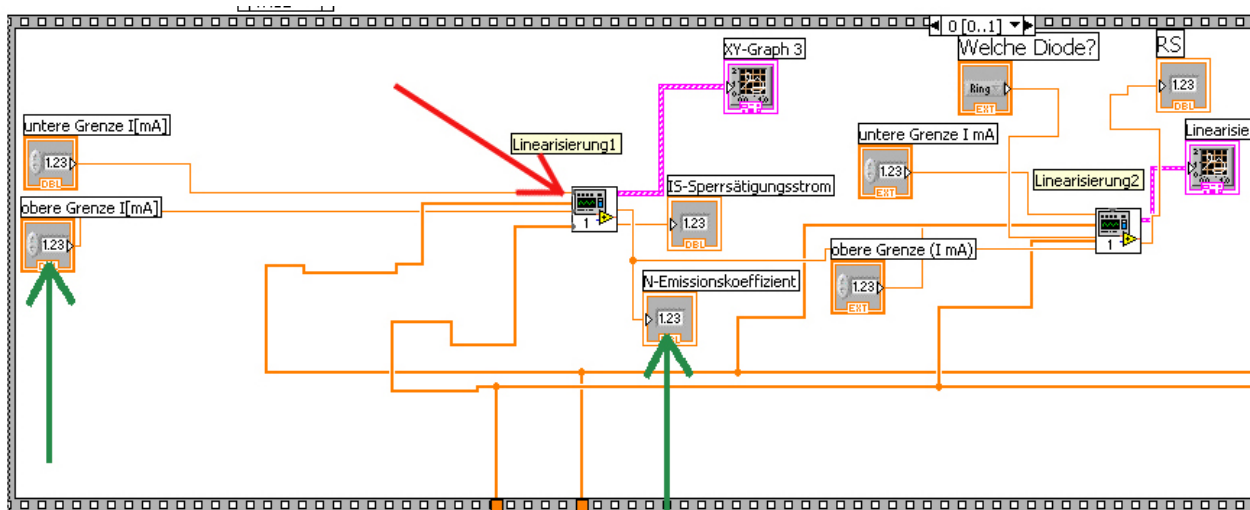 0 [0..1]
Welche Diode?
RS
XY-Graph 3
Ring
EXT
1.23
DBL
untere Grenze I[mA]
1.23
DBL
Linearisierung1
1
untere Grenze I mA
1.23
EXT
Linearisie
Linearisierung2
1
IS-Sperrsätigungsstrom
1.23
DBL
obere Grenze I[mA]
1.23
obere Grenze (I mA)
1.23
EXT
N-Emissionskoeffizient
1.23